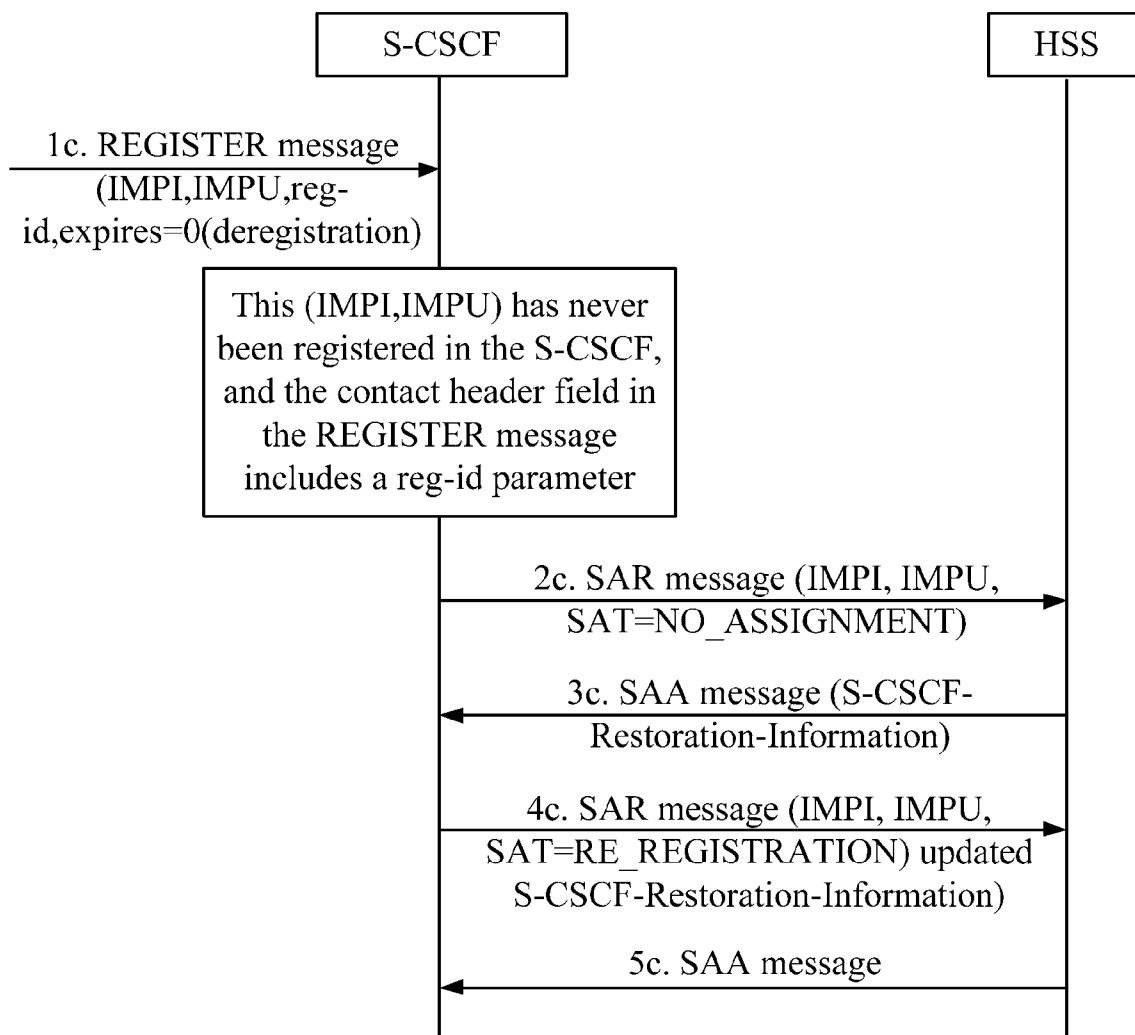 S-CSCF
HSS
1c. REGISTER message
(IMPI,IMPU,reg-
id,expires=0(deregistration)
This (IMPI,IMPU) has never
been registered in the S-CSCF,
and the contact header field in
the REGISTER message
includes a reg-id parameter
2c. SAR message (IMPI, IMPU,
SAT=NO_ASSIGNMENT)
3c. SAA message (S-CSCF-
Restoration-Information)
4c. SAR message (IMPI, IMPU,
SAT=RE_REGISTRATION) updated
S-CSCF-Restoration-Information)
5c. SAA message